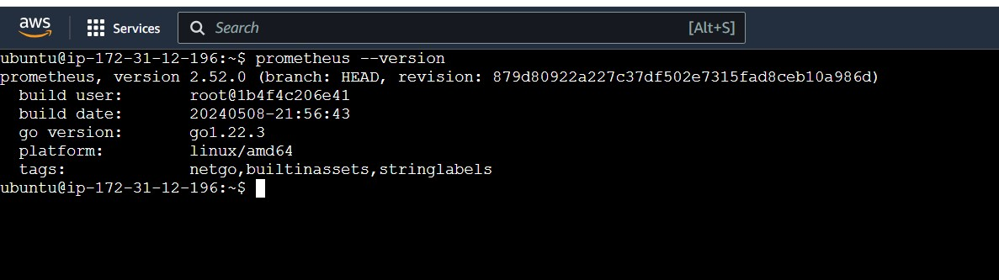 aws Services Search [Alt+S]
ubuntu@ip-172-31-12-196:~$ prometheus --version
prometheus, version 2.52.0 (branch: HEAD, revision: 879d80922a227c37df502e7315fad8ceb10a986d)
  build user:       root@1b4f4c206e41
  build date:       20240508-21:56:43
  go version:       go1.22.3
  platform:         linux/amd64
  tags:             netgo,builtinassets,stringlabels
ubuntu@ip-172-31-12-196:~$